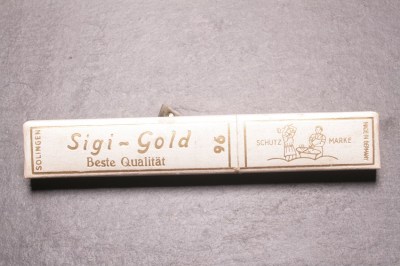 SOLINGEN
Sigi-Gold
Beste Qualität
96
SCHUTZ MARKE
MADE IN GERMANY